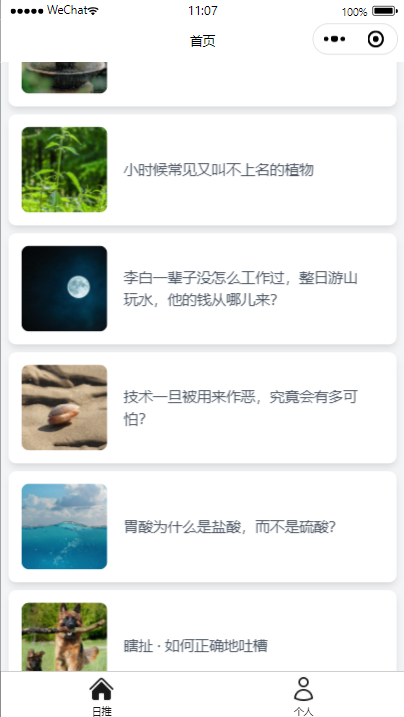 WeChat
11:07
100%
首页
小时候常见又叫不上名的植物
李白一辈子没怎么工作过，整日游山
玩水，他的钱从哪儿来？
技术一旦被用来作恶，究竟会有多可
怕？
胃酸为什么是盐酸，而不是硫酸？
瞎扯 · 如何正确地吐槽
日推
个人